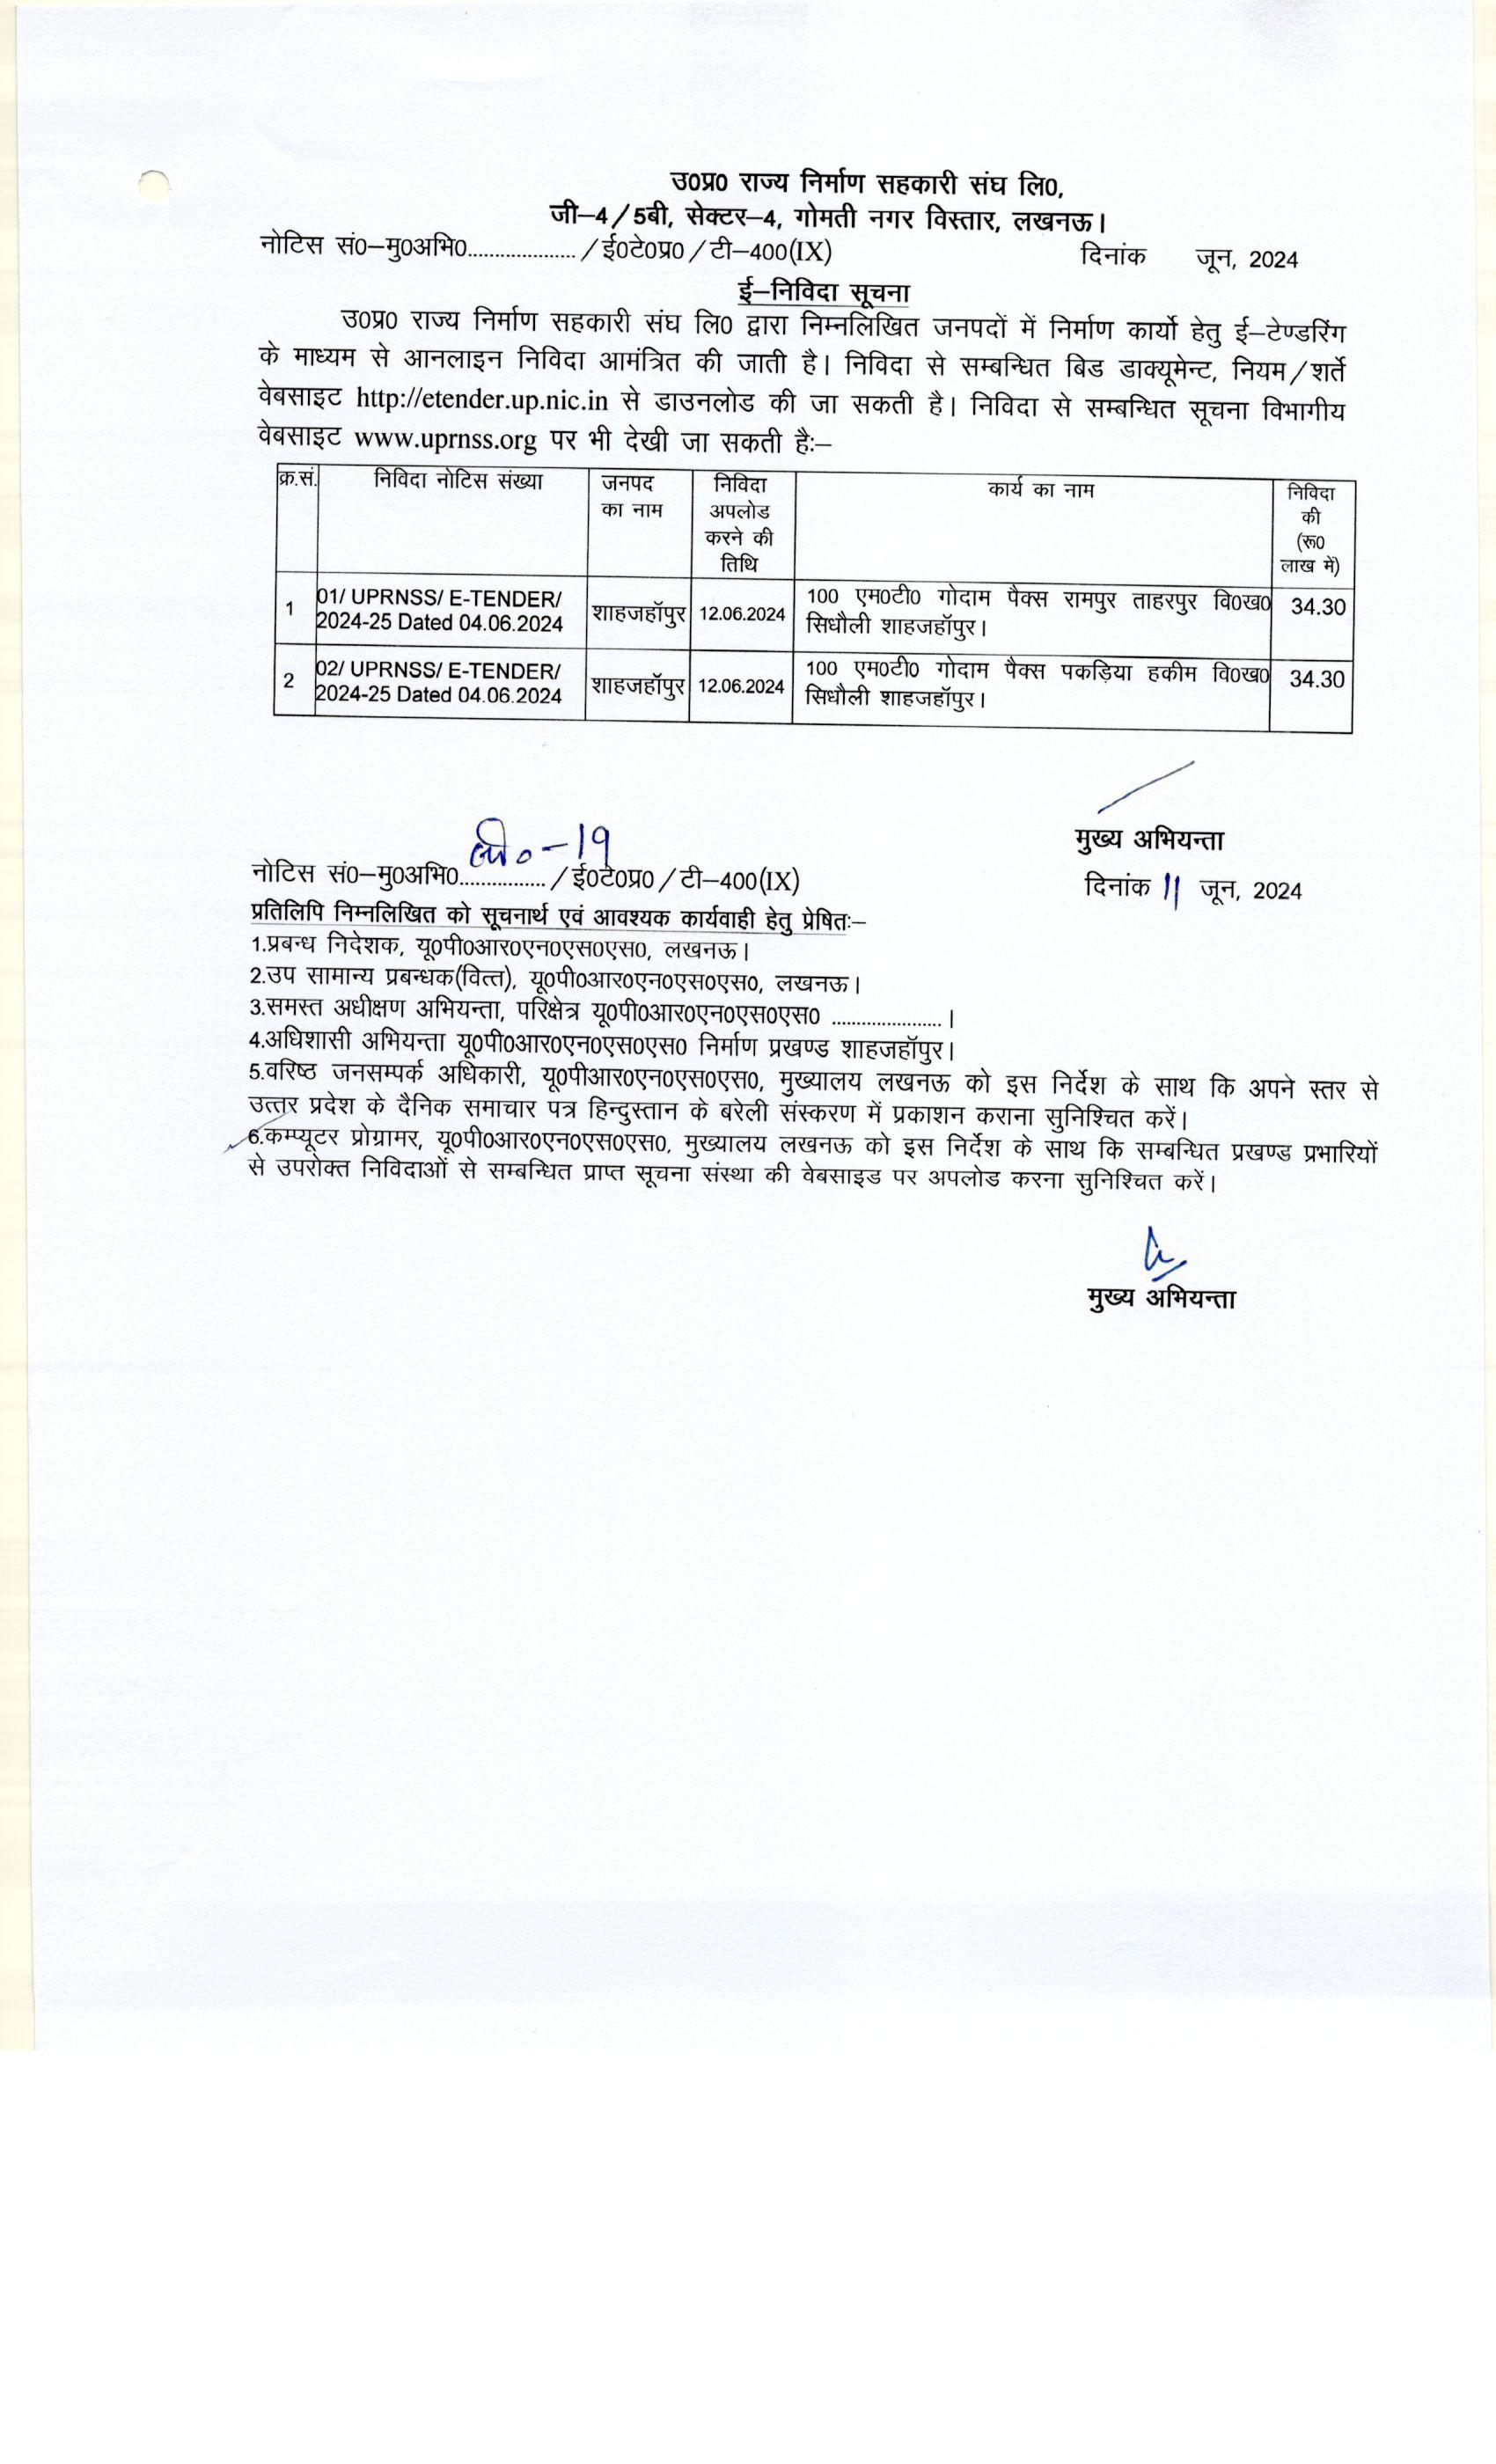 उ0प्र0 राज्य निर्माण सहकारी संघ लि0,
जी–4/5बी, सेक्टर–4, गोमती नगर विस्तार, लखनऊ।
नोटिस सं0–मु0अभि0.................... /ई0टे0प्र0/टी–400(IX) दिनांक जून, 2024
ई–निविदा सूचना
उ0प्र0 राज्य निर्माण सहकारी संघ लि0 द्वारा निम्नलिखित जनपदों में निर्माण कार्यो हेतु ई–टेण्डरिंग
के माध्यम से आनलाइन निविदा आमंत्रित की जाती है। निविदा से सम्बन्धित बिड डाक्यूमेन्ट, नियम/शर्ते
वेबसाइट http://etender.up.nic.in से डाउनलोड की जा सकती है। निविदा से सम्बन्धित सूचना विभागीय
वेबसाइट www.uprnss.org पर भी देखी जा सकती हैः–
क्र.सं. निविदा नोटिस संख्या जनपद का नाम निविदा अपलोड करने की तिथि कार्य का नाम निविदा की (रू0 लाख में)
1 01/ UPRNSS/ E-TENDER/ 2024-25 Dated 04.06.2024 शाहजहॉपुर 12.06.2024 100 एम0टी0 गोदाम पैक्स रामपुर ताहरपुर वि0ख0 सिधौली शाहजहॉपुर। 34.30
2 02/ UPRNSS/ E-TENDER/ 2024-25 Dated 04.06.2024 शाहजहॉपुर 12.06.2024 100 एम0टी0 गोदाम पैक्स पकड़िया हकीम वि0ख0 सिधौली शाहजहॉपुर। 34.30
मुख्य अभियन्ता
नोटिस सं0–मु0अभि0................ –19 /ई0टे0प्र0/टी–400(IX) दिनांक 11 जून, 2024
प्रतिलिपि निम्नलिखित को सूचनार्थ एवं आवश्यक कार्यवाही हेतु प्रेषितः–
1.प्रबन्ध निदेशक, यू0पी0आर0एन0एस0एस0, लखनऊ।
2.उप सामान्य प्रबन्धक(वित्त), यू0पी0आर0एन0एस0एस0, लखनऊ।
3.समस्त अधीक्षण अभियन्ता, परिक्षेत्र यू0पी0आर0एन0एस0एस0 .....................।
4.अधिशासी अभियन्ता यू0पी0आर0एन0एस0एस0 निर्माण प्रखण्ड शाहजहॉपुर।
5.वरिष्ठ जनसम्पर्क अधिकारी, यू0पीआर0एन0एस0एस0, मुख्यालय लखनऊ को इस निर्देश के साथ कि अपने स्तर से
उत्तर प्रदेश के दैनिक समाचार पत्र हिन्दुस्तान के बरेली संस्करण में प्रकाशन कराना सुनिश्चित करें।
6.कम्प्यूटर प्रोग्रामर, यू0पी0आर0एन0एस0एस0, मुख्यालय लखनऊ को इस निर्देश के साथ कि सम्बन्धित प्रखण्ड प्रभारियों
से उपरोक्त निविदाओं से सम्बन्धित प्राप्त सूचना संस्था की वेबसाइड पर अपलोड करना सुनिश्चित करें।
मुख्य अभियन्ता